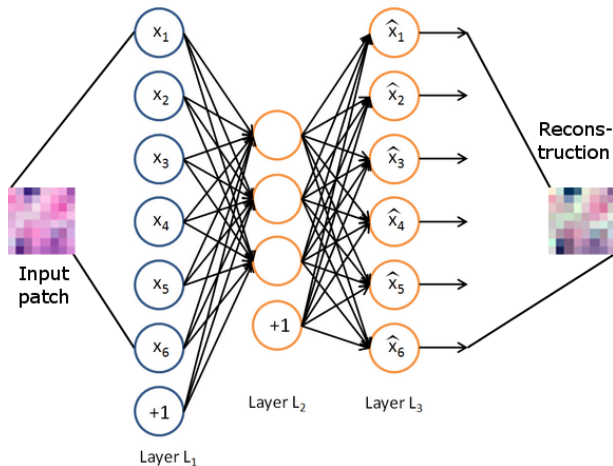 x1
x2
x3
x4
x5
x6
+1
Layer L1
+1
Layer L2
x̂1
x̂2
x̂3
x̂4
x̂5
x̂6
Layer L3
Input
patch
Recons-
truction